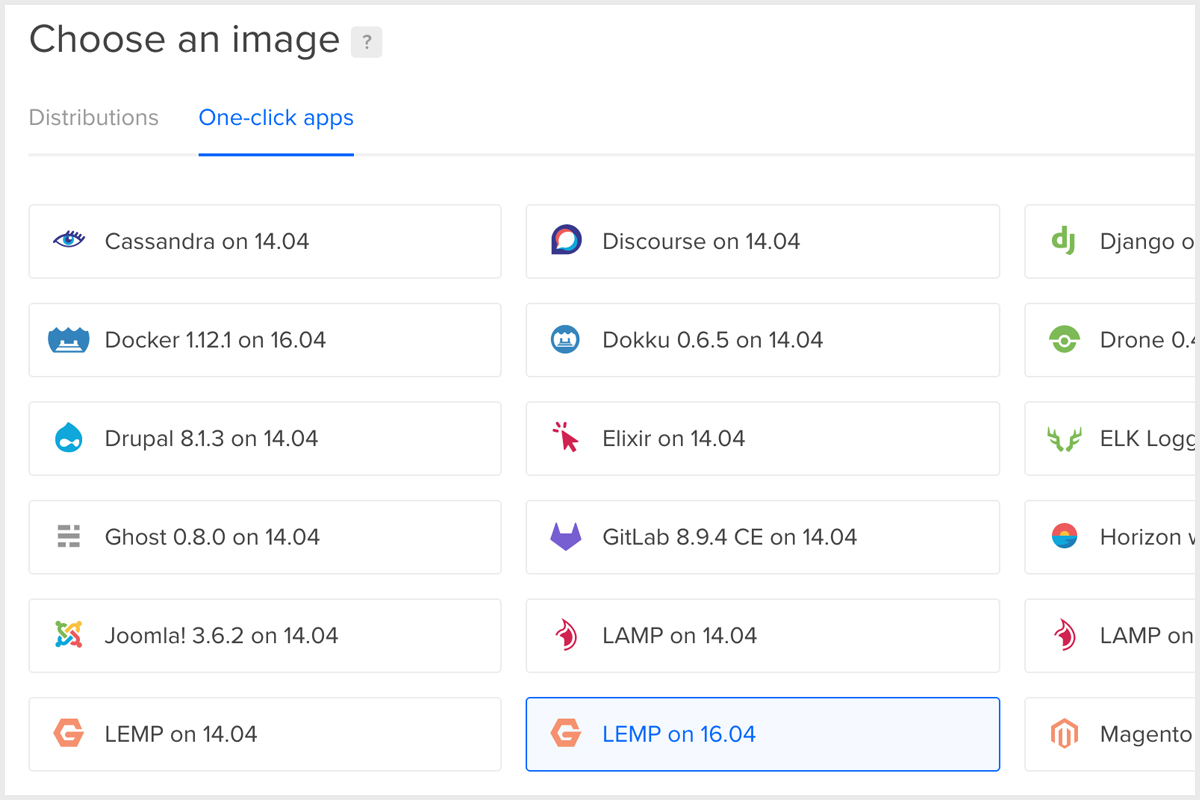 Choose an image ?
Distributions One-click apps
Cassandra on 14.04 Discourse on 14.04 Django
Docker 1.12.1 on 16.04 Dokku 0.6.5 on 14.04 Drone
Drupal 8.1.3 on 14.04 Elixir on 14.04 ELK
Ghost 0.8.0 on 14.04 GitLab 8.9.4 CE on 14.04 Horizon
Joomla! 3.6.2 on 14.04 LAMP on 14.04 LAMP on
LEMP on 14.04 LEMP on 16.04 Magento